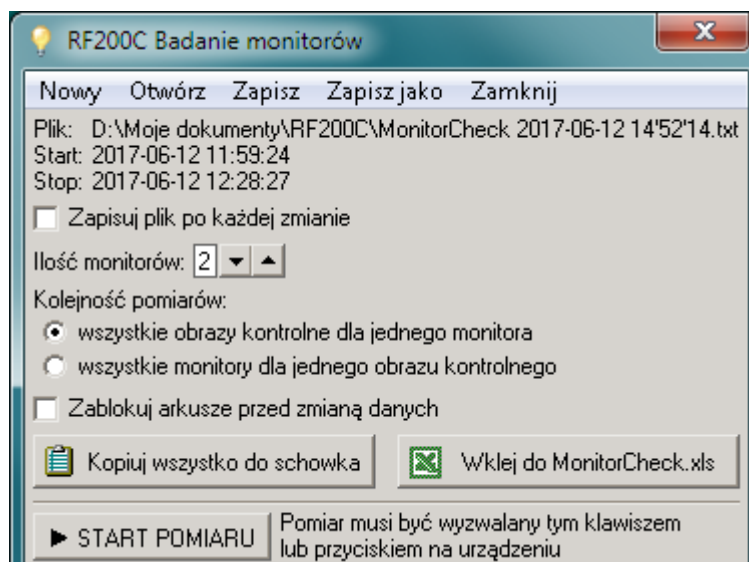 RF200C Badanie monitorów
Nowy Otwórz Zapisz Zapisz jako Zamknij
Plik: D:\Moje dokumenty\RF200C\MonitorCheck 2017-06-12 14'52'14.txt
Start: 2017-06-12 11:59:24
Stop: 2017-06-12 12:28:27
Zapisuj plik po każdej zmianie
Ilość monitorów: 2
Kolejność pomiarów:
wszystkie obrazy kontrolne dla jednego monitora
wszystkie monitory dla jednego obrazu kontrolnego
Zablokuj arkusze przed zmianą danych
Kopiuj wszystko do schowka Wklej do MonitorCheck.xls
START POMIARU Pomiar musi być wyzwalany tym klawiszem
lub przyciskiem na urządzeniu